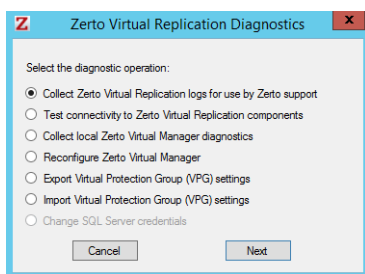 Z Zerto Virtual Replication Diagnostics x
Select the diagnostic operation:
Collect Zerto Virtual Replication logs for use by Zerto support
Test connectivity to Zerto Virtual Replication components
Collect local Zerto Virtual Manager diagnostics
Reconfigure Zerto Virtual Manager
Export Virtual Protection Group (VPG) settings
Import Virtual Protection Group (VPG) settings
Change SQL Server credentials
Cancel Next